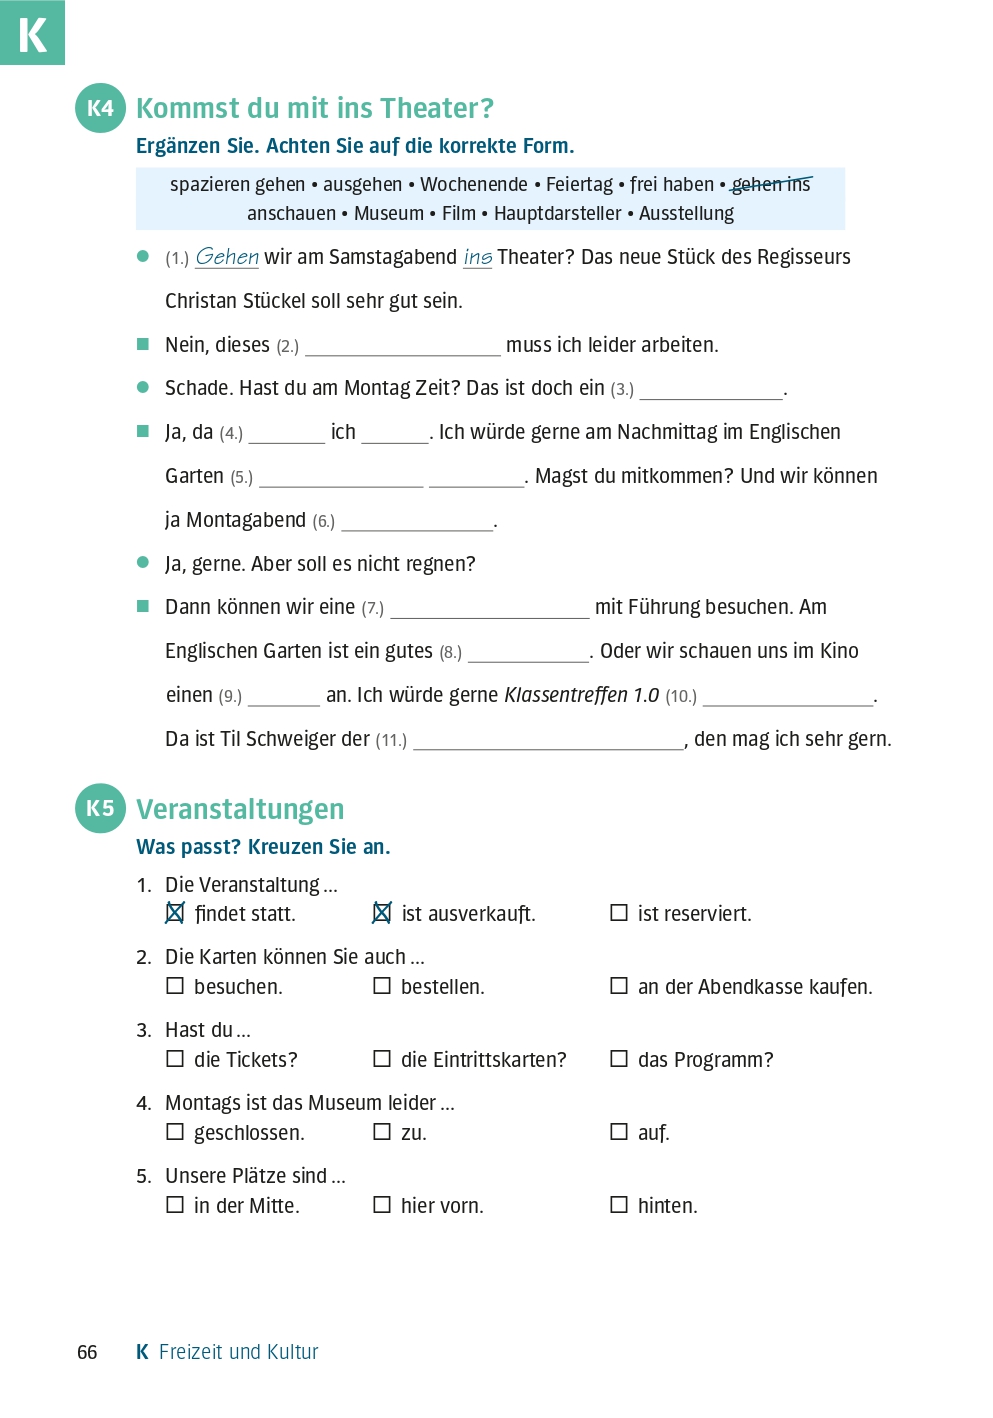 K
K4 Kommst du mit ins Theater?
Ergänzen Sie. Achten Sie auf die korrekte Form.
spazieren gehen • ausgehen • Wochenende • Feiertag • frei haben • gehen ins
anschauen • Museum • Film • Hauptdarsteller • Ausstellung
(1.) Gehen wir am Samstagabend ins Theater? Das neue Stück des Regisseurs
Christan Stückel soll sehr gut sein.
Nein, dieses (2.) ____________________ muss ich leider arbeiten.
Schade. Hast du am Montag Zeit? Das ist doch ein (3.) _______________.
Ja, da (4.) ________ ich _______. Ich würde gerne am Nachmittag im Englischen
Garten (5.) _________________ __________. Magst du mitkommen? Und wir können
ja Montagabend (6.) ________________.
Ja, gerne. Aber soll es nicht regnen?
Dann können wir eine (7.) _____________________ mit Führung besuchen. Am
Englischen Garten ist ein gutes (8.) _____________. Oder wir schauen uns im Kino
einen (9.) ________ an. Ich würde gerne Klassentreffen 1.0 (10.) __________________.
Da ist Til Schweiger der (11.) ____________________________, den mag ich sehr gern.
K5 Veranstaltungen
Was passt? Kreuzen Sie an.
1. Die Veranstaltung ...
☒ findet statt. ☒ ist ausverkauft. ☐ ist reserviert.
2. Die Karten können Sie auch ...
☐ besuchen. ☐ bestellen. ☐ an der Abendkasse kaufen.
3. Hast du ...
☐ die Tickets? ☐ die Eintrittskarten? ☐ das Programm?
4. Montags ist das Museum leider ...
☐ geschlossen. ☐ zu. ☐ auf.
5. Unsere Plätze sind ...
☐ in der Mitte. ☐ hier vorn. ☐ hinten.
66 K Freizeit und Kultur